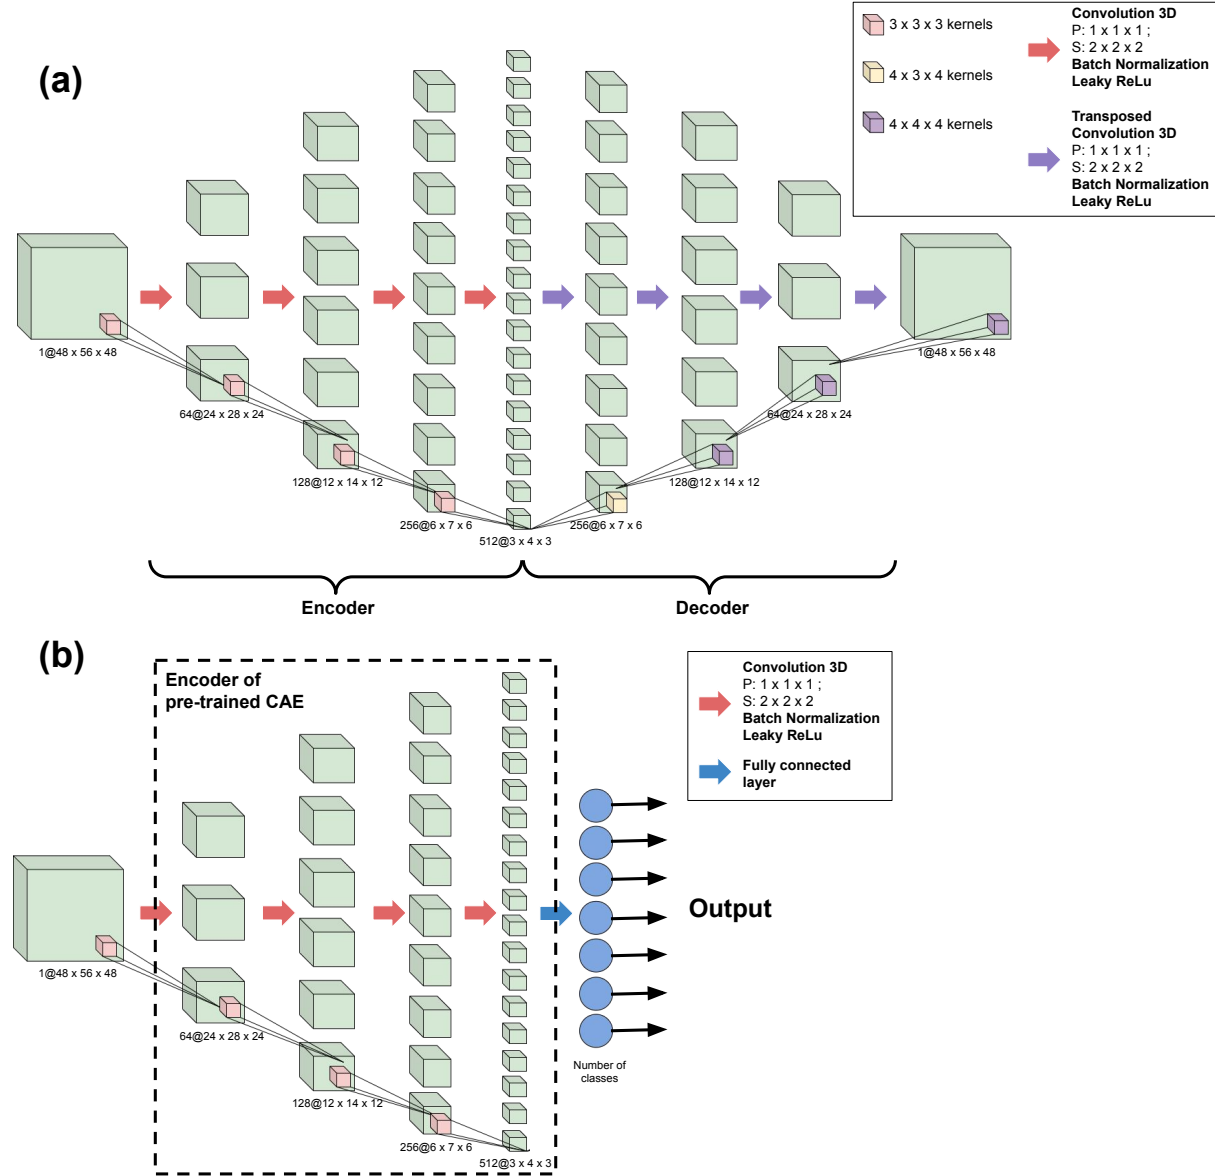 (a)
3 x 3 x 3 kernels
4 x 3 x 4 kernels
4 x 4 x 4 kernels
Convolution 3D
P: 1 x 1 x 1 ;
S: 2 x 2 x 2
Batch Normalization
Leaky ReLu
Transposed
Convolution 3D
P: 1 x 1 x 1 ;
S: 2 x 2 x 2
Batch Normalization
Leaky ReLu
1@48 x 56 x 48
64@24 x 28 x 24
128@12 x 14 x 12
256@6 x 7 x 6
512@3 x 4 x 3
256@6 x 7 x 6
128@12 x 14 x 12
64@24 x 28 x 24
1@48 x 56 x 48
Encoder
Decoder
(b)
Encoder of
pre-trained CAE
Convolution 3D
P: 1 x 1 x 1 ;
S: 2 x 2 x 2
Batch Normalization
Leaky ReLu
Fully connected
layer
1@48 x 56 x 48
64@24 x 28 x 24
128@12 x 14 x 12
256@6 x 7 x 6
512@3 x 4 x 3
Number of
classes
Output